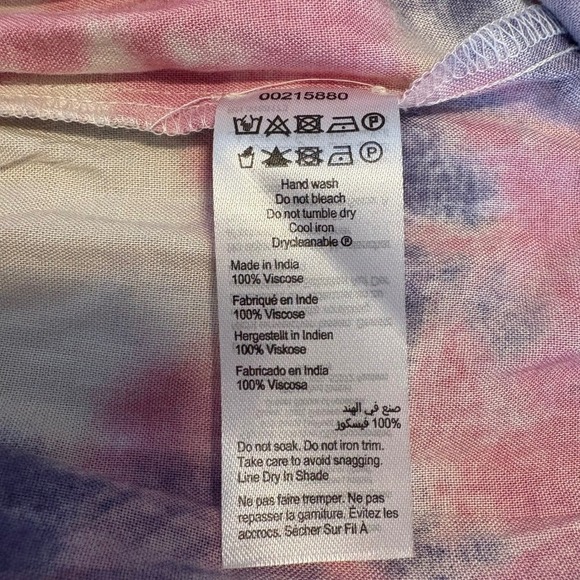 00215880
Hand wash
Do not bleach
Do not tumble dry
Cool iron
Drycleanable Ⓟ
Made in India
100% Viscose
Fabriqué en Inde
100% Viscose
Hergestellt in Indien
100% Viskose
Fabricado en India
100% Viscosa
صنع في الهند
100% فيسكوز
Do not soak. Do not iron trim.
Take care to avoid snagging.
Line Dry In Shade
Ne pas faire tremper. Ne pas
repasser la garniture. Évitez les
accrocs. Sécher Sur Fil À